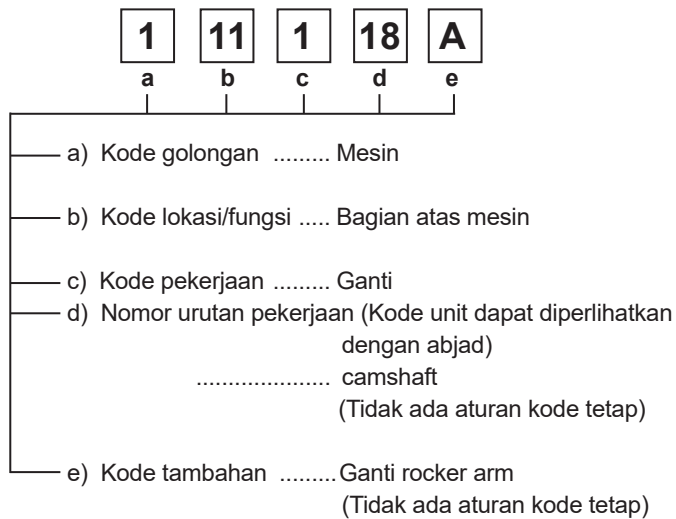 1 11 1 18 A
a b c d e
a) Kode golongan ......... Mesin
b) Kode lokasi/fungsi ..... Bagian atas mesin
c) Kode pekerjaan ......... Ganti
d) Nomor urutan pekerjaan (Kode unit dapat diperlihatkan
dengan abjad)
..................... camshaft
(Tidak ada aturan kode tetap)
e) Kode tambahan .........Ganti rocker arm
(Tidak ada aturan kode tetap)